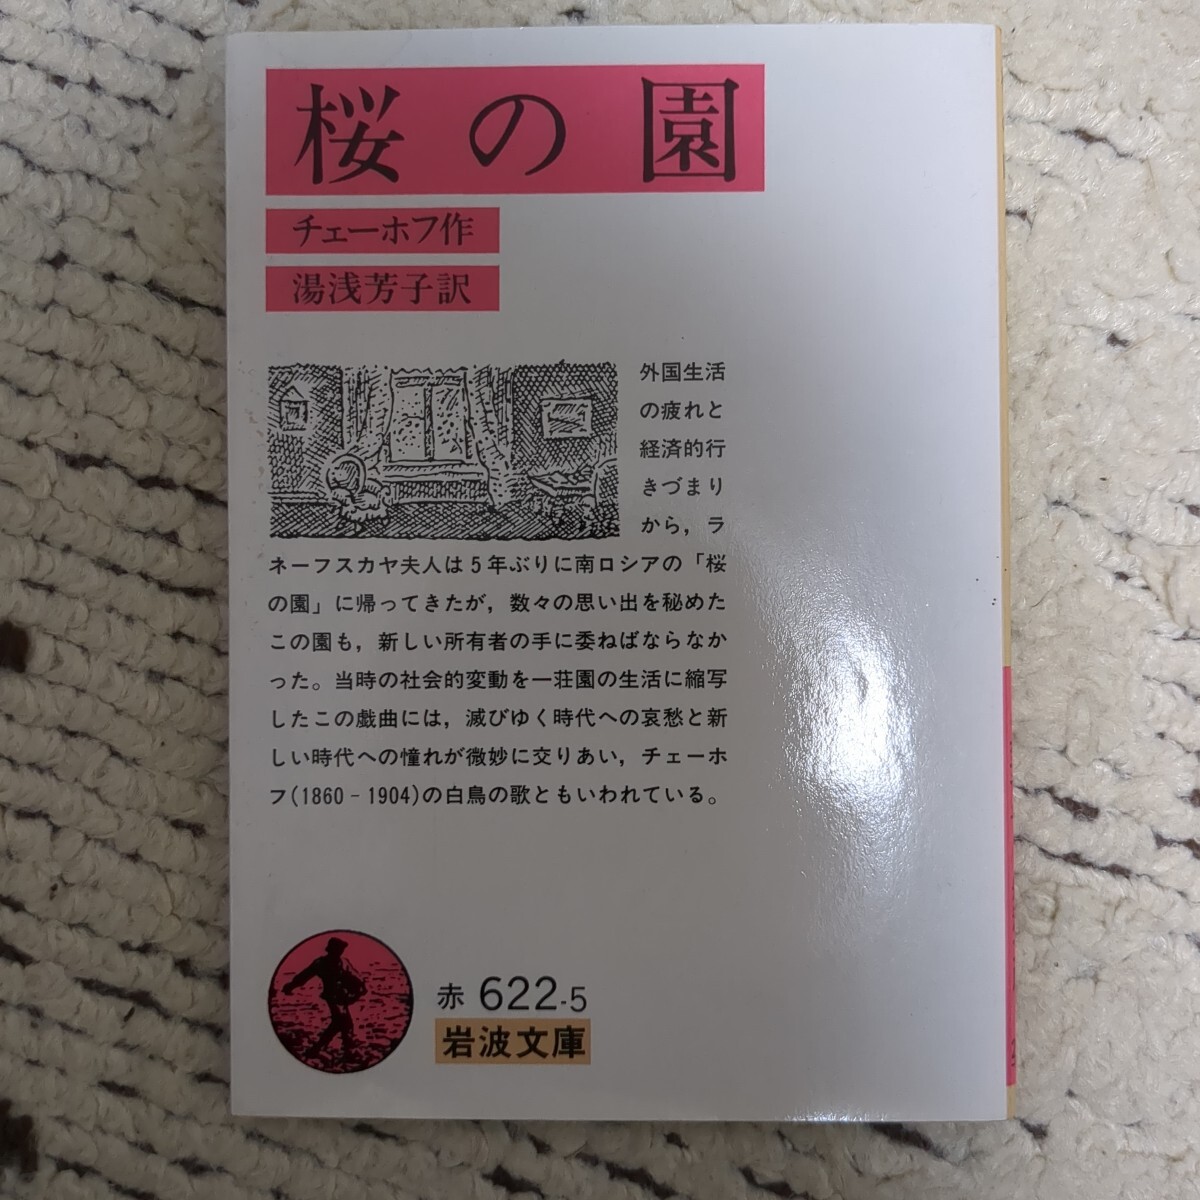 桜の園
チェーホフ作
湯浅芳子訳
外国生活
の疲れと
経済的行
きづまり
から，ラ
ネーフスカヤ夫人は5年ぶりに南ロシアの「桜
の園」に帰ってきたが，数々の思い出を秘めた
この園も，新しい所有者の手に委ねばならなか
った。当時の社会的変動を一荘園の生活に縮写
したこの戯曲には，滅びゆく時代への哀愁と新
しい時代への憧れが微妙に交りあい，チェーホ
フ(1860－1904)の白鳥の歌ともいわれている。
赤 622-5
岩波文庫